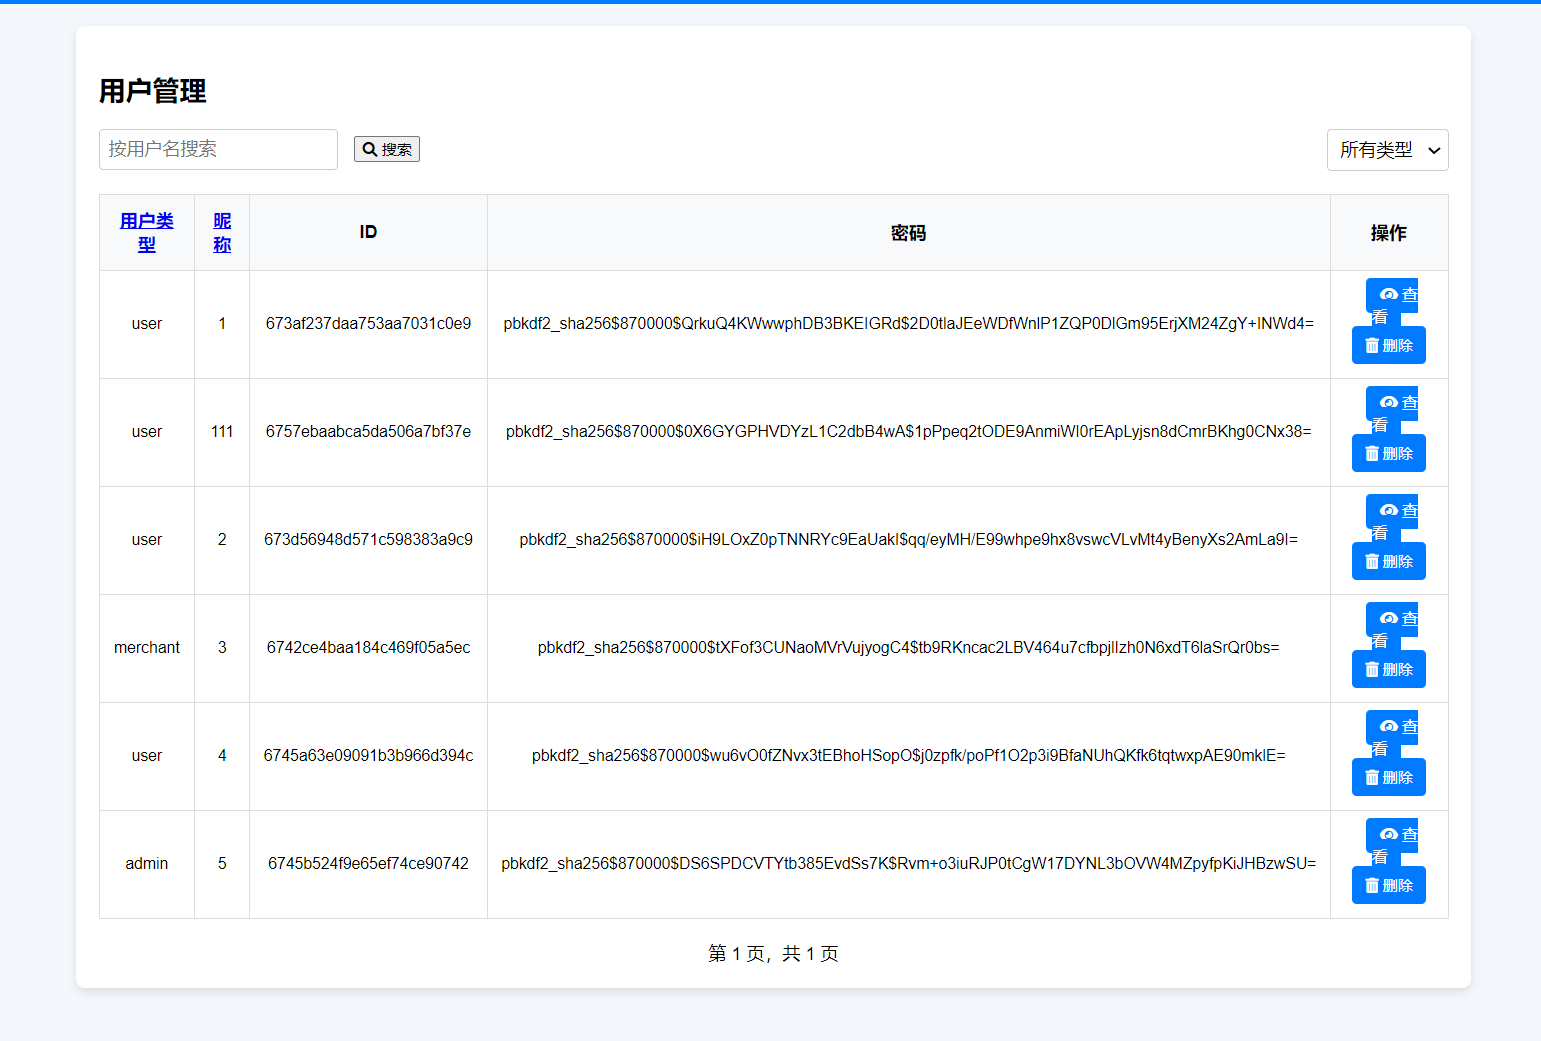 用户管理
按用户名搜索 搜索 所有类型
用户类型 昵称 ID 密码 操作
user 1 673af237daa753aa7031c0e9 pbkdf2_sha256$870000$QrkuQ4KWwwphDB3BKEIGRd$2D0tlaJEeWDfWnlP1ZQP0DlGm95ErjXM24ZgY+INWd4= 查看 删除
user 111 6757ebaabca5da506a7bf37e pbkdf2_sha256$870000$0X6GYGPHVDYzL1C2dbB4wA$1pPpeq2tODE9AnmiWl0rEApLyjsn8dCmrBKhg0CNx38= 查看 删除
user 2 673d56948d571c598383a9c9 pbkdf2_sha256$870000$iH9LOxZ0pTNNRYc9EaUakI$qq/eyMH/E99whpe9hx8vswcVLvMt4yBenyXs2AmLa9I= 查看 删除
merchant 3 6742ce4baa184c469f05a5ec pbkdf2_sha256$870000$tXFof3CUNaoMVrVujyogC4$tb9RKncac2LBV464u7cfbpjllzh0N6xdT6laSrQr0bs= 查看 删除
user 4 6745a63e09091b3b966d394c pbkdf2_sha256$870000$wu6vO0fZNvx3tEBhoHSopO$j0zpfk/poPf1O2p3i9BfaNUhQKfk6tqtwxpAE90mklE= 查看 删除
admin 5 6745b524f9e65ef74ce90742 pbkdf2_sha256$870000$DS6SPDCVTYtb385EvdSs7K$Rvm+o3iuRJP0tCgW17DYNL3bOVW4MZpyfpKiJHBzwSU= 查看 删除
第 1 页，共 1 页